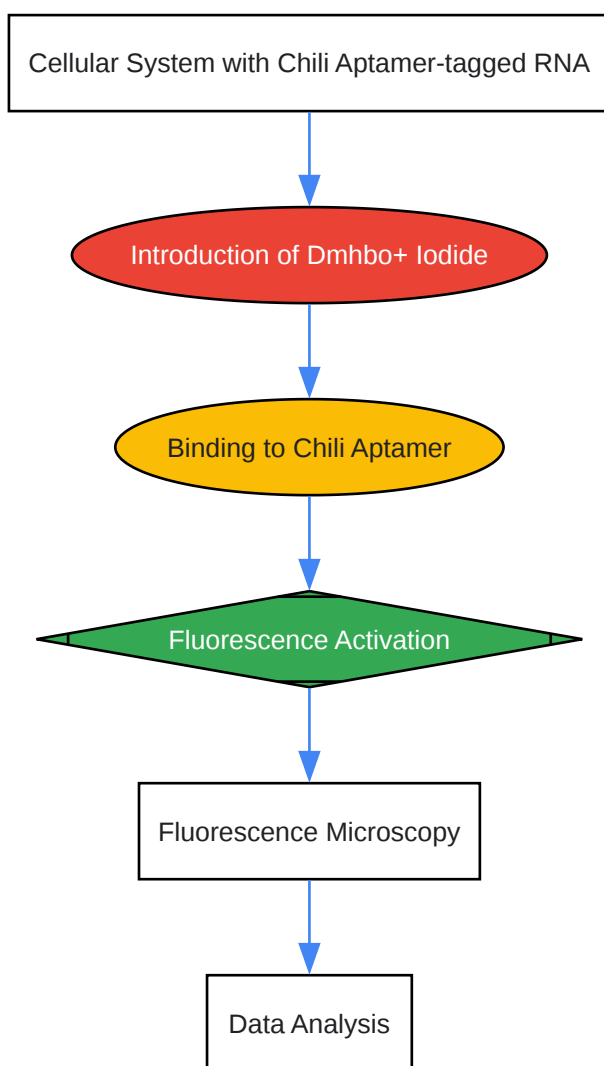 Cellular System with Chili Aptamer-tagged RNA
Introduction of Dmhbo+ Iodide
Binding to Chili Aptamer
Fluorescence Activation
Fluorescence Microscopy
Data Analysis